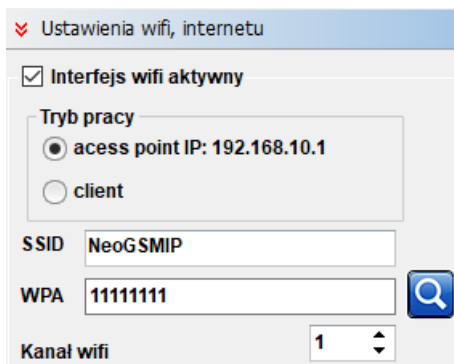 Ustawienia wifi, internetu
Interfejs wifi aktywny
Tryb pracy
acess point IP: 192.168.10.1
client
SSID NeoGSMIP
WPA 11111111
Kanał wifi 1